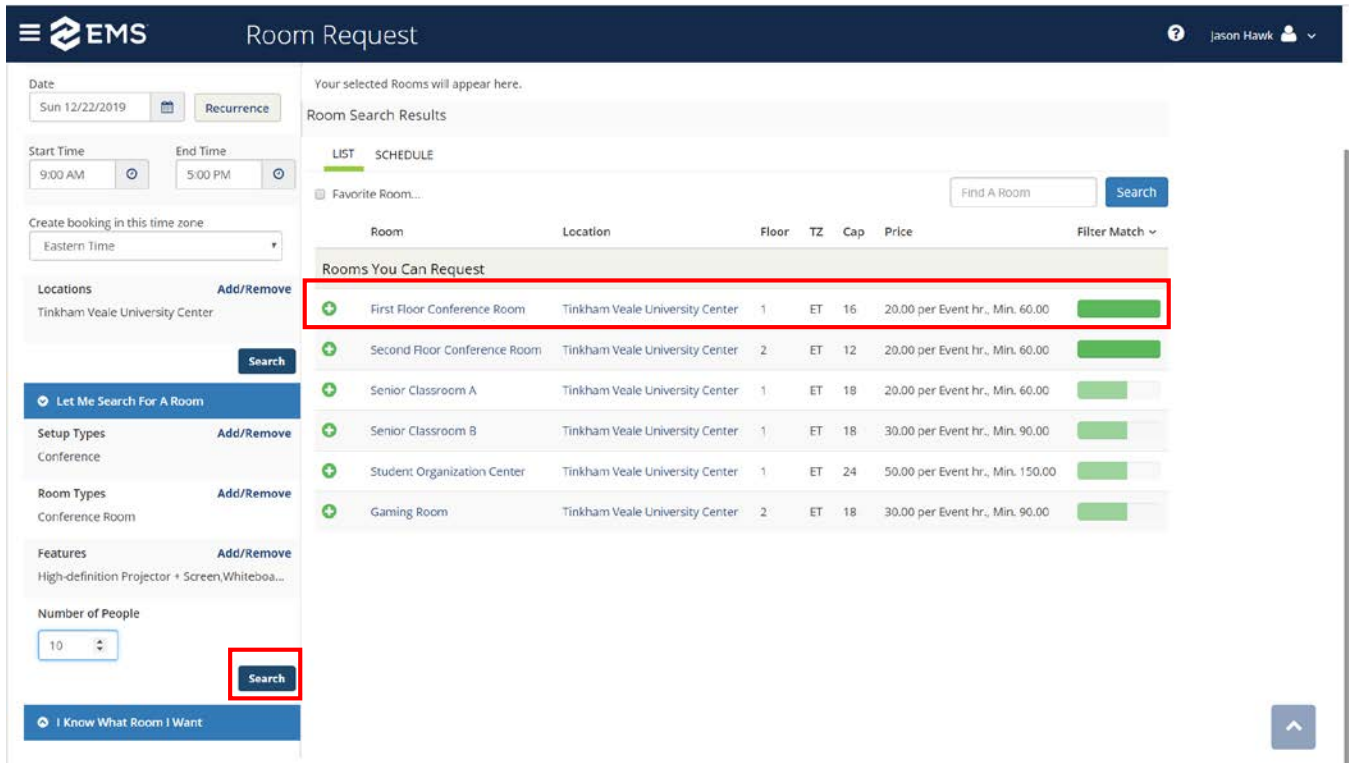 EMS Room Request Jason Hawk
Date
Sun 12/22/2019 Recurrence
Start Time End Time
9:00 AM 5:00 PM
Create booking in this time zone
Eastern Time
Locations Add/Remove
Tinkham Veale University Center
Search
Let Me Search For A Room
Setup Types Add/Remove
Conference
Room Types Add/Remove
Conference Room
Features Add/Remove
High-definition Projector + Screen,Whiteboa...
Number of People
10
Search
I Know What Room I Want
Your selected Rooms will appear here.
Room Search Results
LIST SCHEDULE
Favorite Room... Find A Room Search
Room Location Floor TZ Cap Price Filter Match
Rooms You Can Request
First Floor Conference Room Tinkham Veale University Center 1 ET 16 20.00 per Event hr., Min. 60.00
Second Floor Conference Room Tinkham Veale University Center 2 ET 12 20.00 per Event hr., Min. 60.00
Senior Classroom A Tinkham Veale University Center 1 ET 18 20.00 per Event hr., Min. 60.00
Senior Classroom B Tinkham Veale University Center 1 ET 18 30.00 per Event hr., Min. 90.00
Student Organization Center Tinkham Veale University Center 1 ET 24 50.00 per Event hr., Min. 150.00
Gaming Room Tinkham Veale University Center 2 ET 18 30.00 per Event hr., Min. 90.00